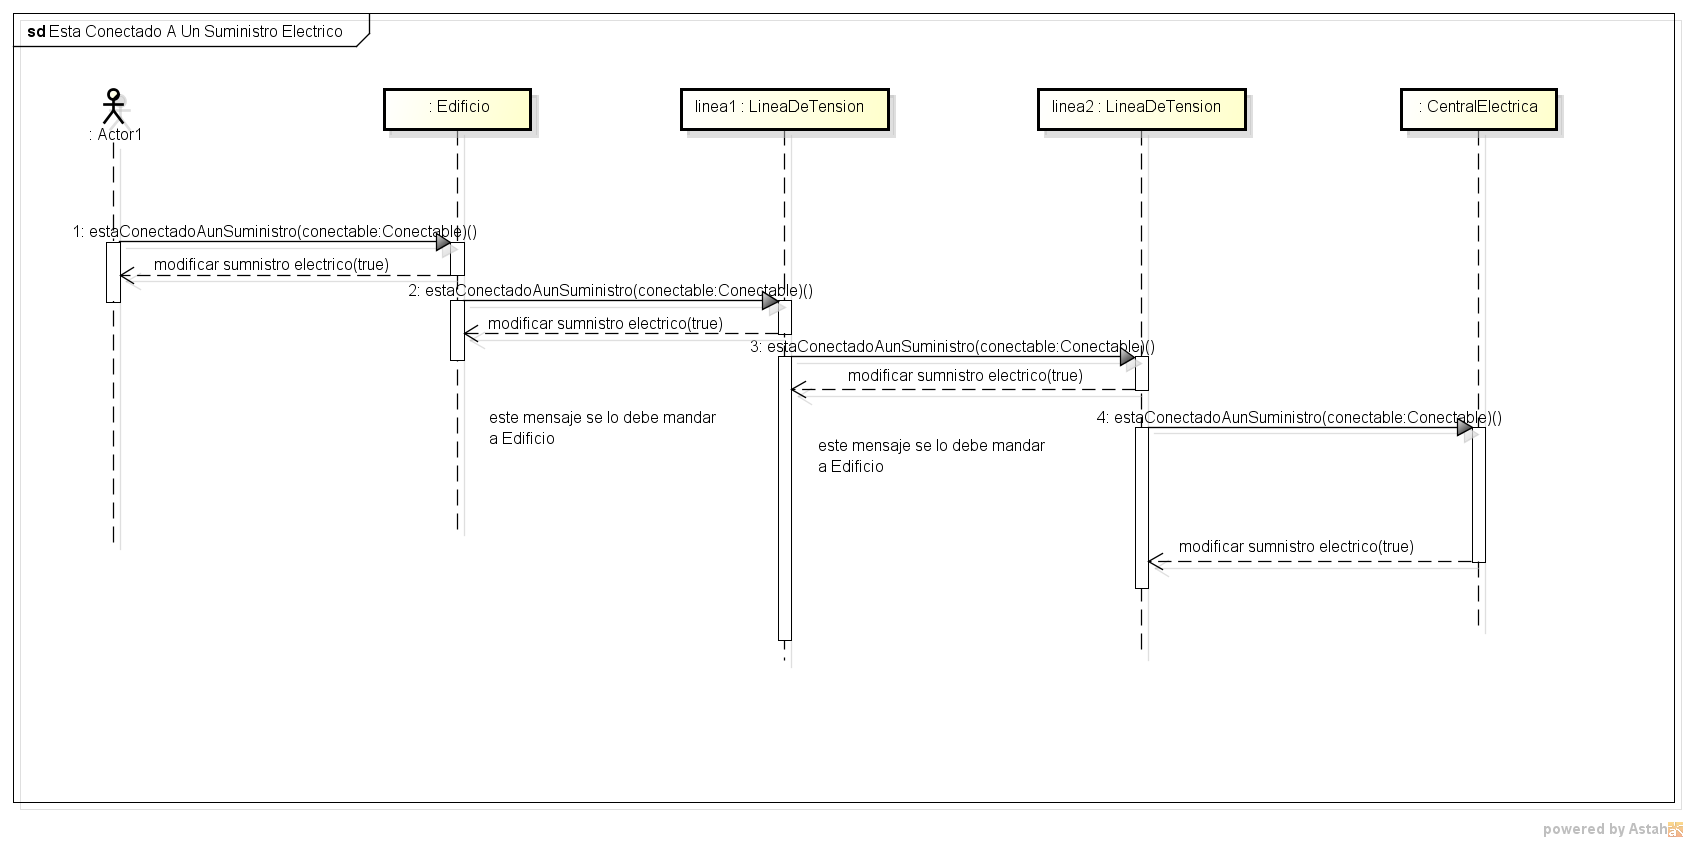 sd Esta Conectado A Un Suministro Electrico
: Actor1
: Edificio
linea1 : LineaDeTension
linea2 : LineaDeTension
: CentralElectrica
1: estaConectadoAunSuministro(conectable:Conectable)()
modificar sumnistro electrico(true)
2: estaConectadoAunSuministro(conectable:Conectable)()
modificar sumnistro electrico(true)
3: estaConectadoAunSuministro(conectable:Conectable)()
modificar sumnistro electrico(true)
este mensaje se lo debe mandar
a Edificio
4: estaConectadoAunSuministro(conectable:Conectable)()
este mensaje se lo debe mandar
a Edificio
modificar sumnistro electrico(true)
powered by Astah